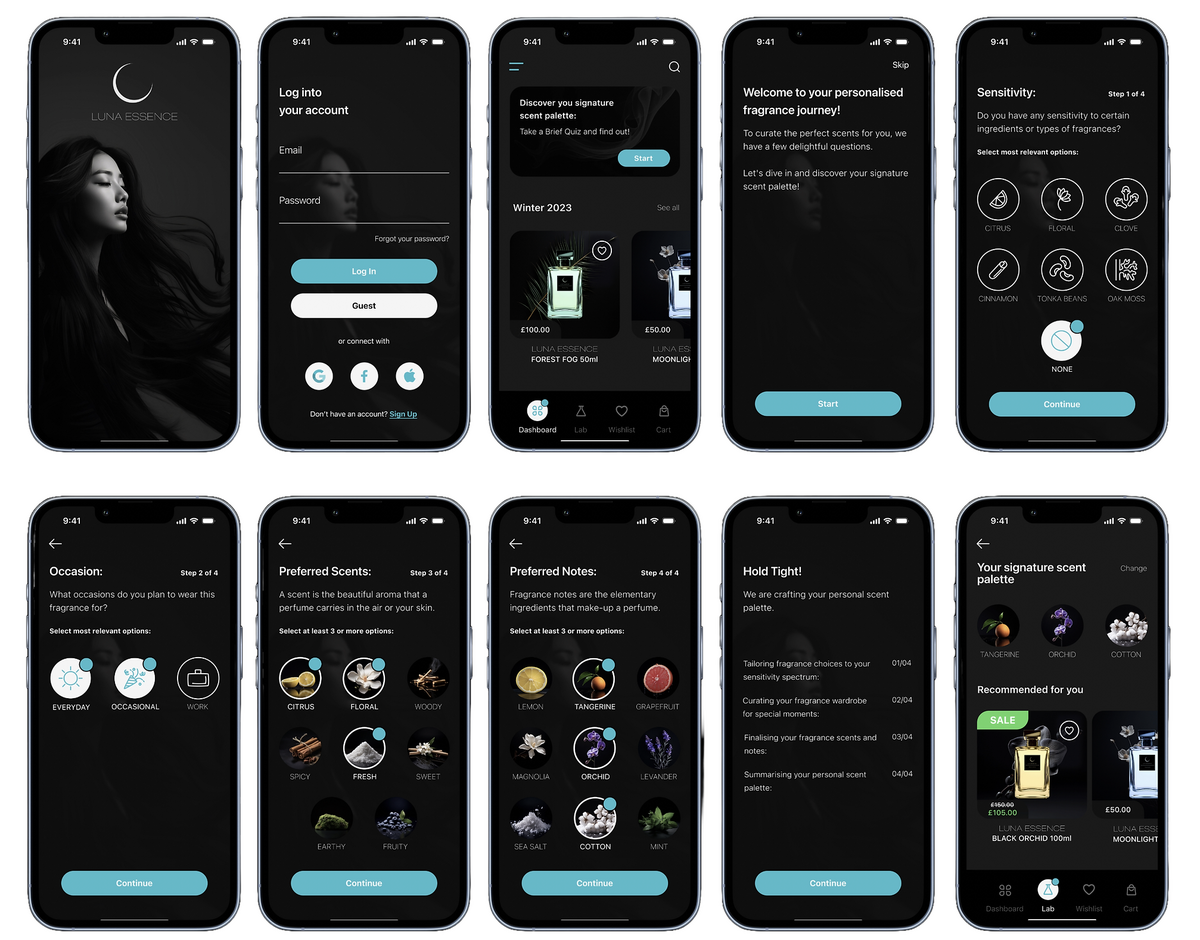 9:41
LUNA ESSENCE
9:41
Log into
your account
Email
Password
Forgot your password?
Log In
Guest
or connect with
G
f
Don't have an account? Sign Up
9:41
Discover you signature
scent palette:
Take a Brief Quiz and find out!
Start
Winter 2023
See all
£100.00
£50.00
LUNA ESSENCE
LUNA ES
FOREST FOG 50ml
MOONLIGH
Dashboard
Lab
Wishlist
Cart
9:41
Skip
Welcome to your personalised
fragrance journey!
To curate the perfect scents for you, we
have a few delightful questions.
Let's dive in and discover your signature
scent palette!
Start
9:41
Sensitivity:
Step 1 of 4
Do you have any sensitivity to certain
ingredients or types of fragrances?
Select most relevant options:
CITRUS
FLORAL
CLOVE
CINNAMON
TONKA BEANS
OAK MOSS
NONE
Continue
9:41
Occasion:
Step 2 of 4
What occasions do you plan to wear this
fragrance for?
Select most relevant options:
EVERYDAY
OCCASIONAL
WORK
Continue
9:41
Preferred Scents:
Step 3 of 4
A scent is the beautiful aroma that a
perfume carries in the air or your skin.
Select at least 3 or more options:
CITRUS
FLORAL
WOODY
SPICY
FRESH
SWEET
EARTHY
FRUITY
Continue
9:41
Preferred Notes:
Step 4 of 4
Fragrance notes are the elementary
ingredients that make-up a perfume.
Select at least 3 or more options:
LEMON
TANGERINE
GRAPEFRUIT
MAGNOLIA
ORCHID
LEVANDER
SEA SALT
COTTON
MINT
Continue
9:41
Hold Tight!
We are crafting your personal scent
palette.
Tailoring fragrance choices to your
sensitivity spectrum:
01/04
Curating your fragrance wardrobe
for special moments:
02/04
Finalising your fragrance scents and
notes:
03/04
Summarising your personal scent
palette:
04/04
Continue
9:41
Your signature scent
palette
Change
TANGERINE
ORCHID
COTTON
Recommended for you
SALE
£150.00
£105.00
£50.00
LUNA ESSENCE
LUNA ESSE
BLACK ORCHID 100ml
MOONLIGHT
Dashboard
Lab
Wishlist
Cart